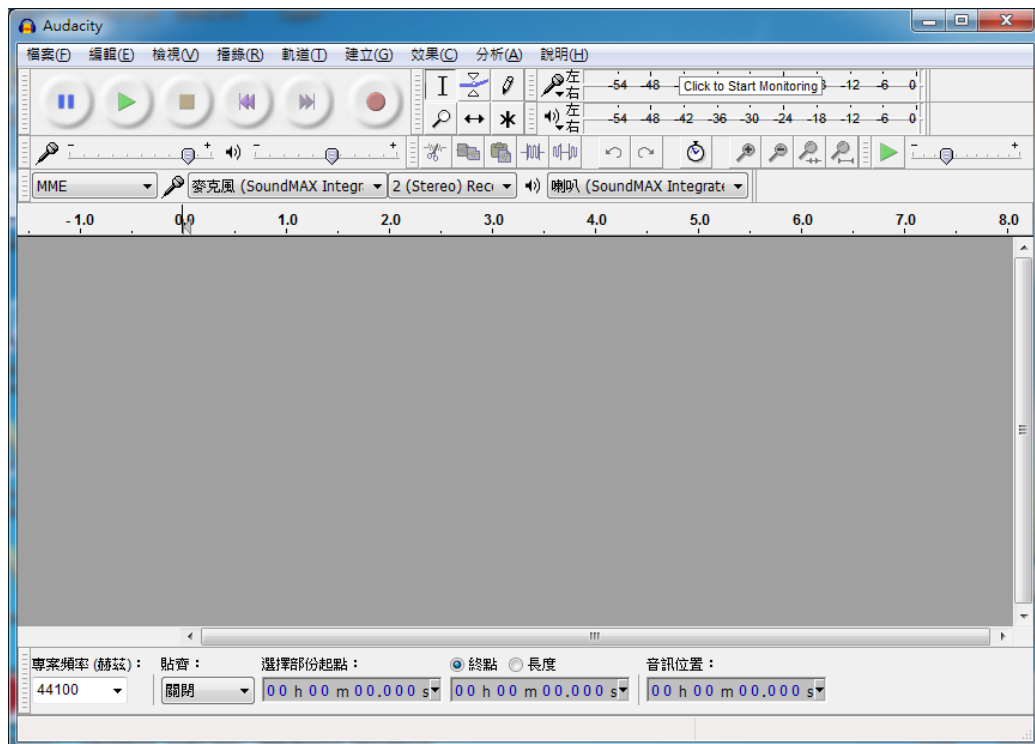 Audacity
檔案(F) 編輯(E) 檢視(V) 播錄(R) 軌道(T) 建立(G) 效果(C) 分析(A) 說明(H)
左 右 -54 -48 Click to Start Monitoring -12 -6 0
左 右 -54 -48 -42 -36 -30 -24 -18 -12 -6 0
- + - + - +
MME 麥克風 (SoundMAX Integr 2 (Stereo) Rec 喇叭 (SoundMAX Integrate
- 1.0 0.0 1.0 2.0 3.0 4.0 5.0 6.0 7.0 8.0
專案頻率 (赫茲)： 貼齊： 選擇部份起點： 終點 長度 音訊位置：
44100 關閉 00 h 00 m 00.000 s 00 h 00 m 00.000 s 00 h 00 m 00.000 s